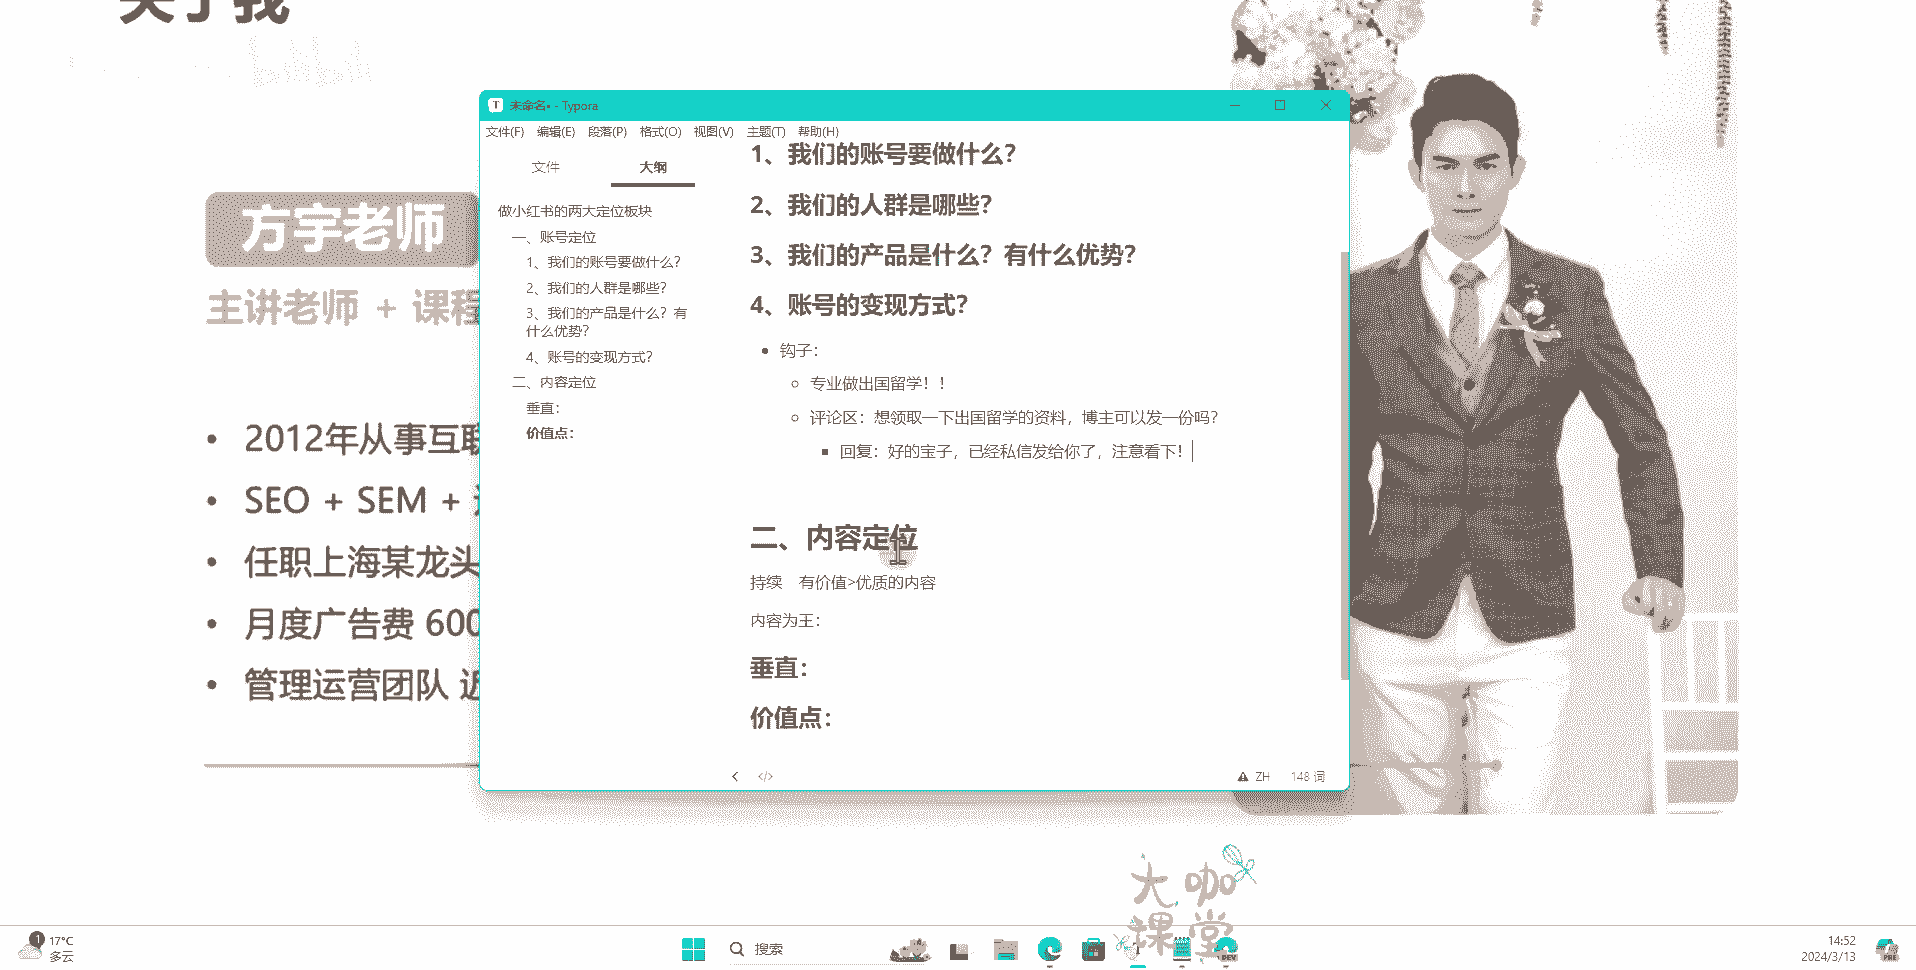 关于我
方宇老师
主讲老师 + 课程
• 2012年从事互联
• SEO + SEM +
• 任职上海某龙头
• 月度广告费 600
• 管理运营团队 近
未命名• - Typora
文件(F) 编辑(E) 段落(P) 格式(O) 视图(V) 主题(T) 帮助(H)
文件 大纲
做小红书的两大定位板块
一、账号定位
1、我们的账号要做什么？
2、我们的人群是哪些？
3、我们的产品是什么？有
什么优势？
4、账号的变现方式？
二、内容定位
垂直：
价值点：
1、我们的账号要做什么？
2、我们的人群是哪些？
3、我们的产品是什么？有什么优势？
4、账号的变现方式？
• 钩子：
专业做出国留学！！
评论区：想领取一下出国留学的资料，博主可以发一份吗？
回复：好的宝子，已经私信发给你了，注意看下！
二、内容定位
持续 有价值>优质的内容
内容为王：
垂直：
价值点：
ZH 148 词
大咖
课堂
1
17°C
多云
搜索
DEV
14:52
2024/3/13
PRE